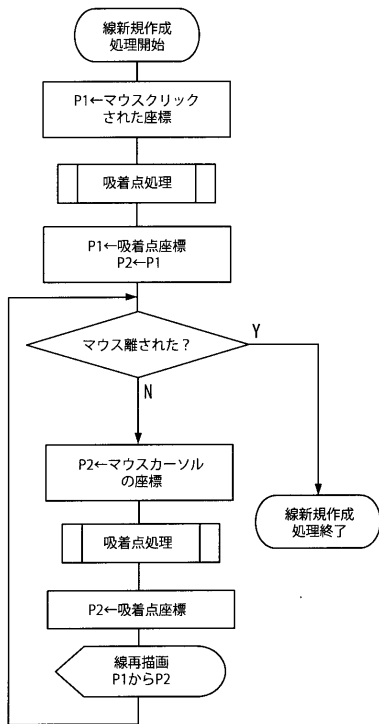 線新規作成
処理開始
P1←マウスクリック
された座標
吸着点処理
P1←吸着点座標
P2←P1
マウス離された？
Y
N
P2←マウスカーソル
の座標
吸着点処理
線新規作成
処理終了
P2←吸着点座標
線再描画
P1からP2